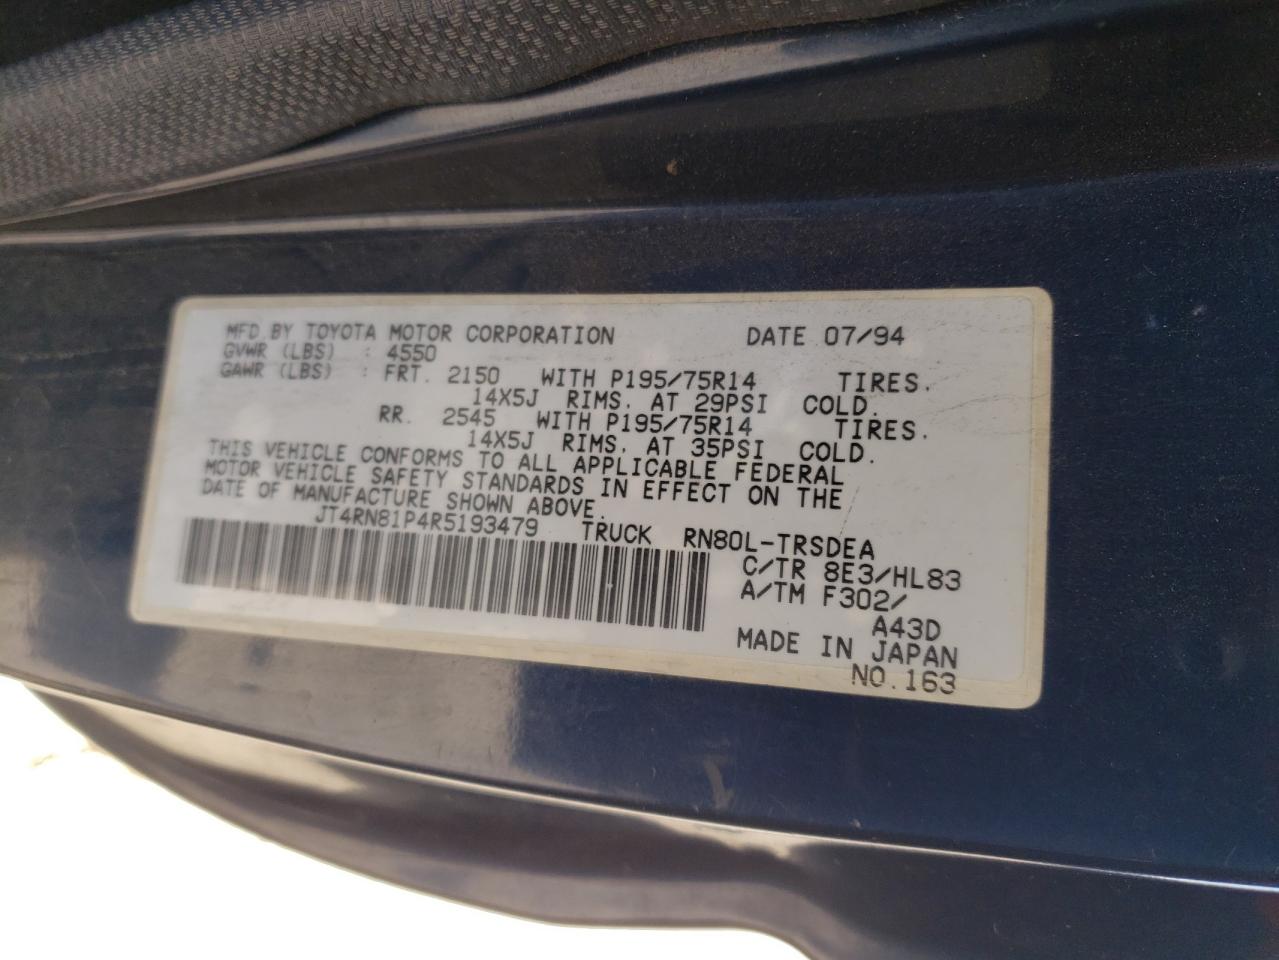 MFD BY TOYOTA MOTOR CORPORATION DATE 07/94
GVWR (LBS) : 4550
GAWR (LBS) : FRT. 2150 WITH P195/75R14 TIRES.
14X5J RIMS. AT 29PSI COLD.
RR. 2545 WITH P195/75R14 TIRES.
14X5J RIMS. AT 35PSI COLD.
THIS VEHICLE CONFORMS TO ALL APPLICABLE FEDERAL
MOTOR VEHICLE SAFETY STANDARDS IN EFFECT ON THE
DATE OF MANUFACTURE SHOWN ABOVE.
JT4RN81P4R5193479 TRUCK RN80L-TRSDEA
C/TR 8E3/HL83
A/TM F302/
A43D
MADE IN JAPAN
NO.163